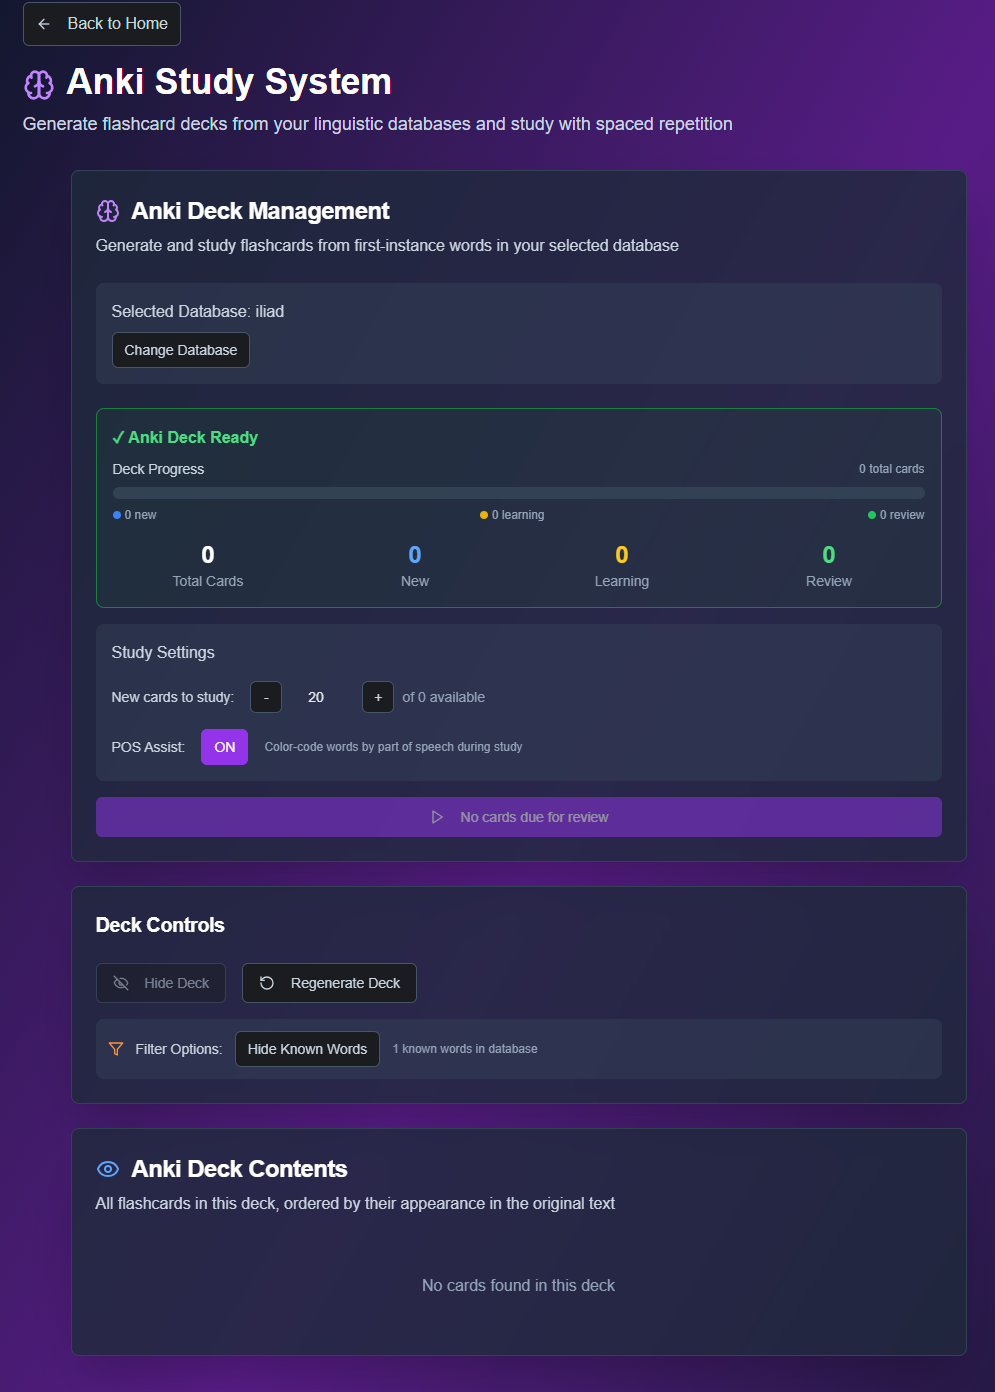 Back to Home
Anki Study System
Generate flashcard decks from your linguistic databases and study with spaced repetition
Anki Deck Management
Generate and study flashcards from first-instance words in your selected database
Selected Database: iliad
Change Database
✓ Anki Deck Ready
Deck Progress 0 total cards
0 new 0 learning 0 review
0 0 0 0
Total Cards New Learning Review
Study Settings
New cards to study: - 20 + of 0 available
POS Assist: ON Color-code words by part of speech during study
No cards due for review
Deck Controls
Hide Deck Regenerate Deck
Filter Options: Hide Known Words 1 known words in database
Anki Deck Contents
All flashcards in this deck, ordered by their appearance in the original text
No cards found in this deck